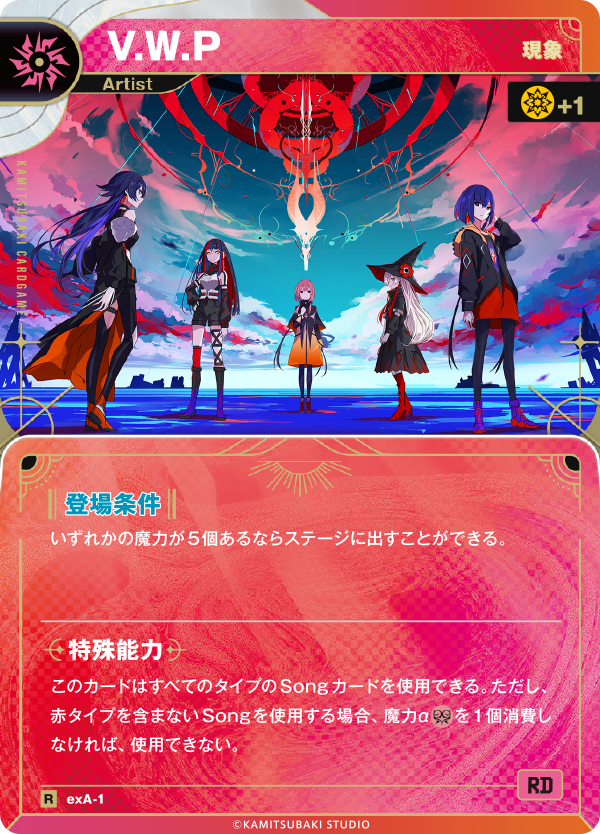 V.W.P
現象
Artist
+1
KAMITSUBAKI CARDGAME
登場条件
いずれかの魔力が5個あるならステージに出すことができる。
特殊能力
このカードはすべてのタイプのSongカードを使用できる。ただし、
赤タイプを含まないSongを使用する場合、魔力αを1個消費し
なければ、使用できない。
R exA-1
RD
©KAMITSUBAKI STUDIO